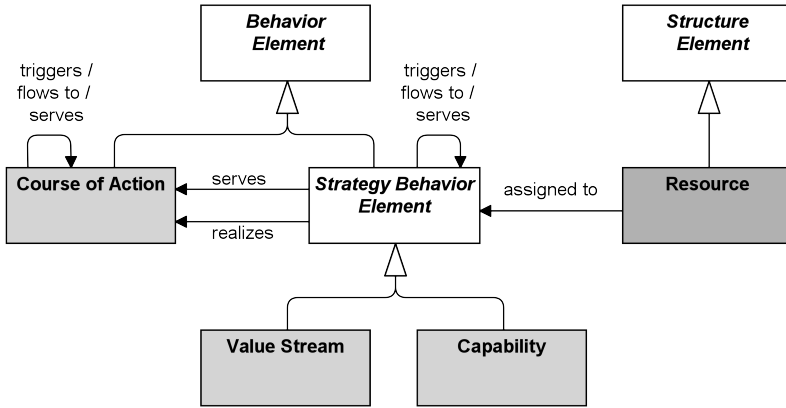 Behavior
Element
Structure
Element
triggers /
flows to /
serves
triggers /
flows to /
serves
Course of Action
serves
realizes
Strategy Behavior
Element
assigned to
Resource
Value Stream
Capability